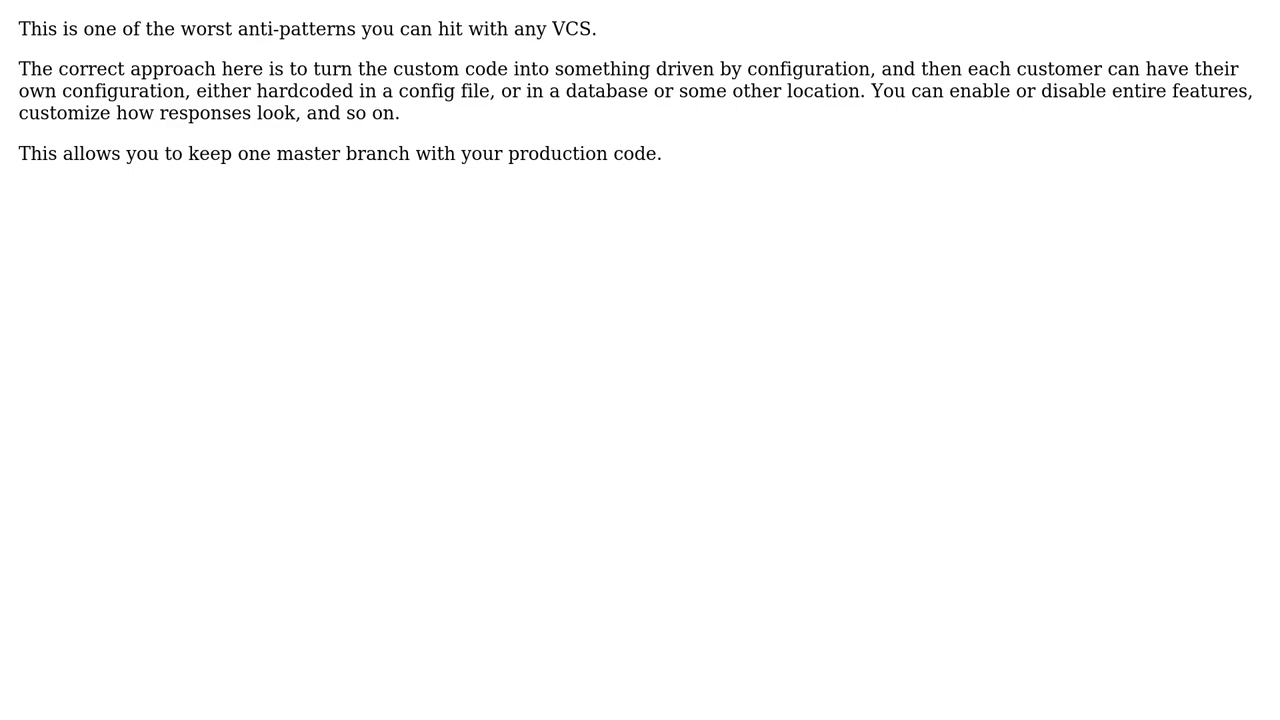 This is one of the worst anti-patterns you can hit with any VCS.
The correct approach here is to turn the custom code into something driven by configuration, and then each customer can have their
own configuration, either hardcoded in a config file, or in a database or some other location. You can enable or disable entire features,
customize how responses look, and so on.
This allows you to keep one master branch with your production code.